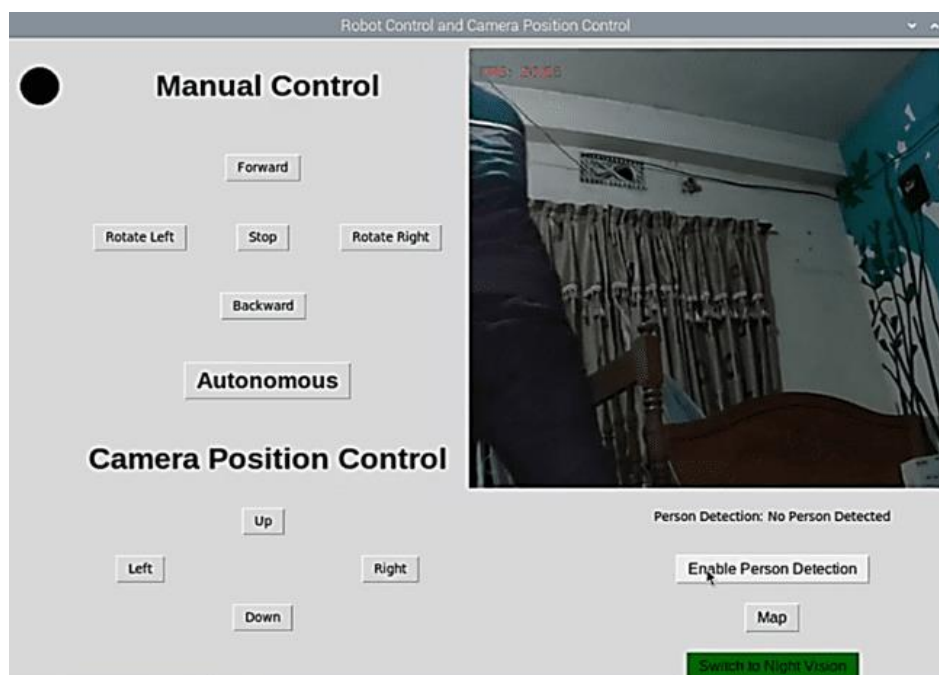 Robot Control and Camera Position Control
Manual Control
Forward
Rotate Left Stop Rotate Right
Backward
Autonomous
Camera Position Control
Up
Left Right
Down
Person Detection: No Person Detected
Enable Person Detection
Map
Switch to Night Vision